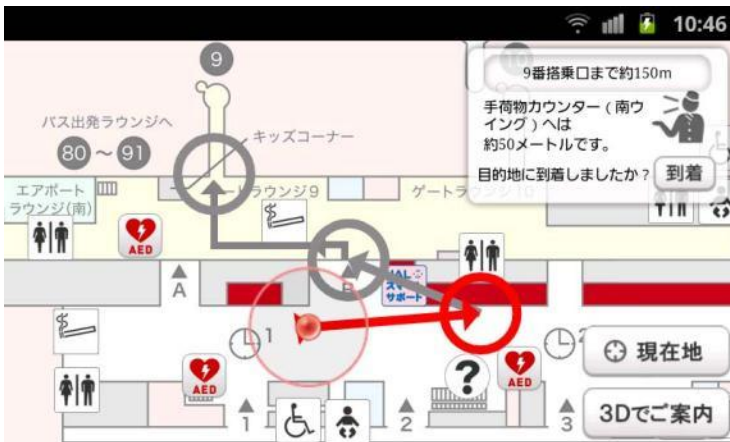 10:46
9
9番搭乗口まで約150m
手荷物カウンター(南ウ
イング)へは
約50メートルです。
目的地に到着しましたか?
到着
バス出発ラウンジへ
80～91
キッズコーナー
エアポート
ラウンジ(南)
ートラウンジ9
ゲートラウンジ10
AED
A
B
JAL
スマ
サポート
1
2
AED
AED
?
現在地
1
2
3
3Dでご案内